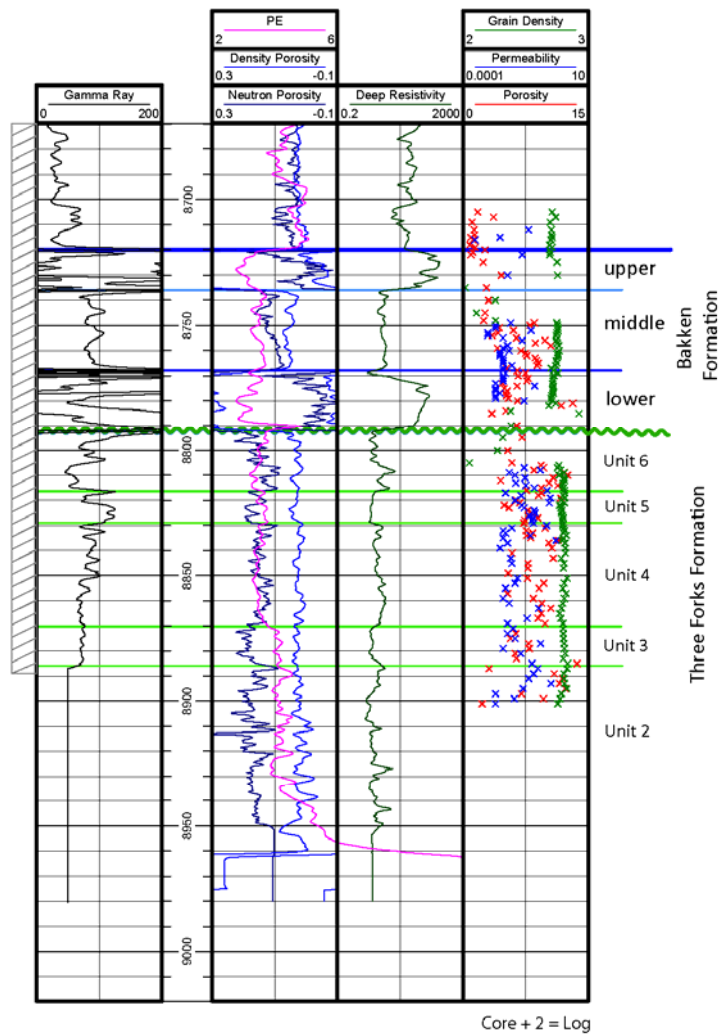 PE
2 6
Grain Density
2 3
Density Porosity
0.3 -0.1
Permeability
0.0001 10
Gamma Ray
0 200
Neutron Porosity
0.3 -0.1
Deep Resistivity
0.2 2000
Porosity
0 15
8700
upper
middle
8750
Bakken
Formation
lower
8800
Unit 6
Unit 5
8850
Unit 4
Three Forks Formation
Unit 3
8900
Unit 2
8950
9000
Core + 2 = Log